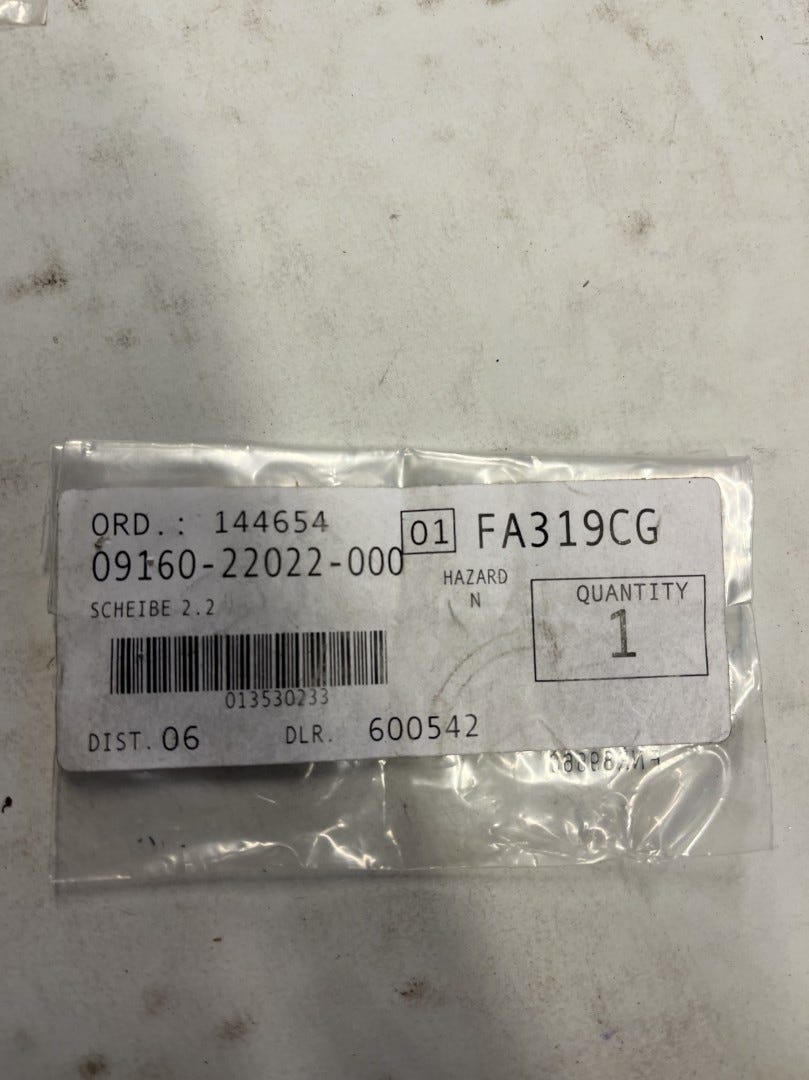 ORD.: 144654
01 FA319CG
09160-22022-000
HAZARD
N
SCHEIBE 2.2
QUANTITY
1
013530233
DIST. 06
DLR. 600542